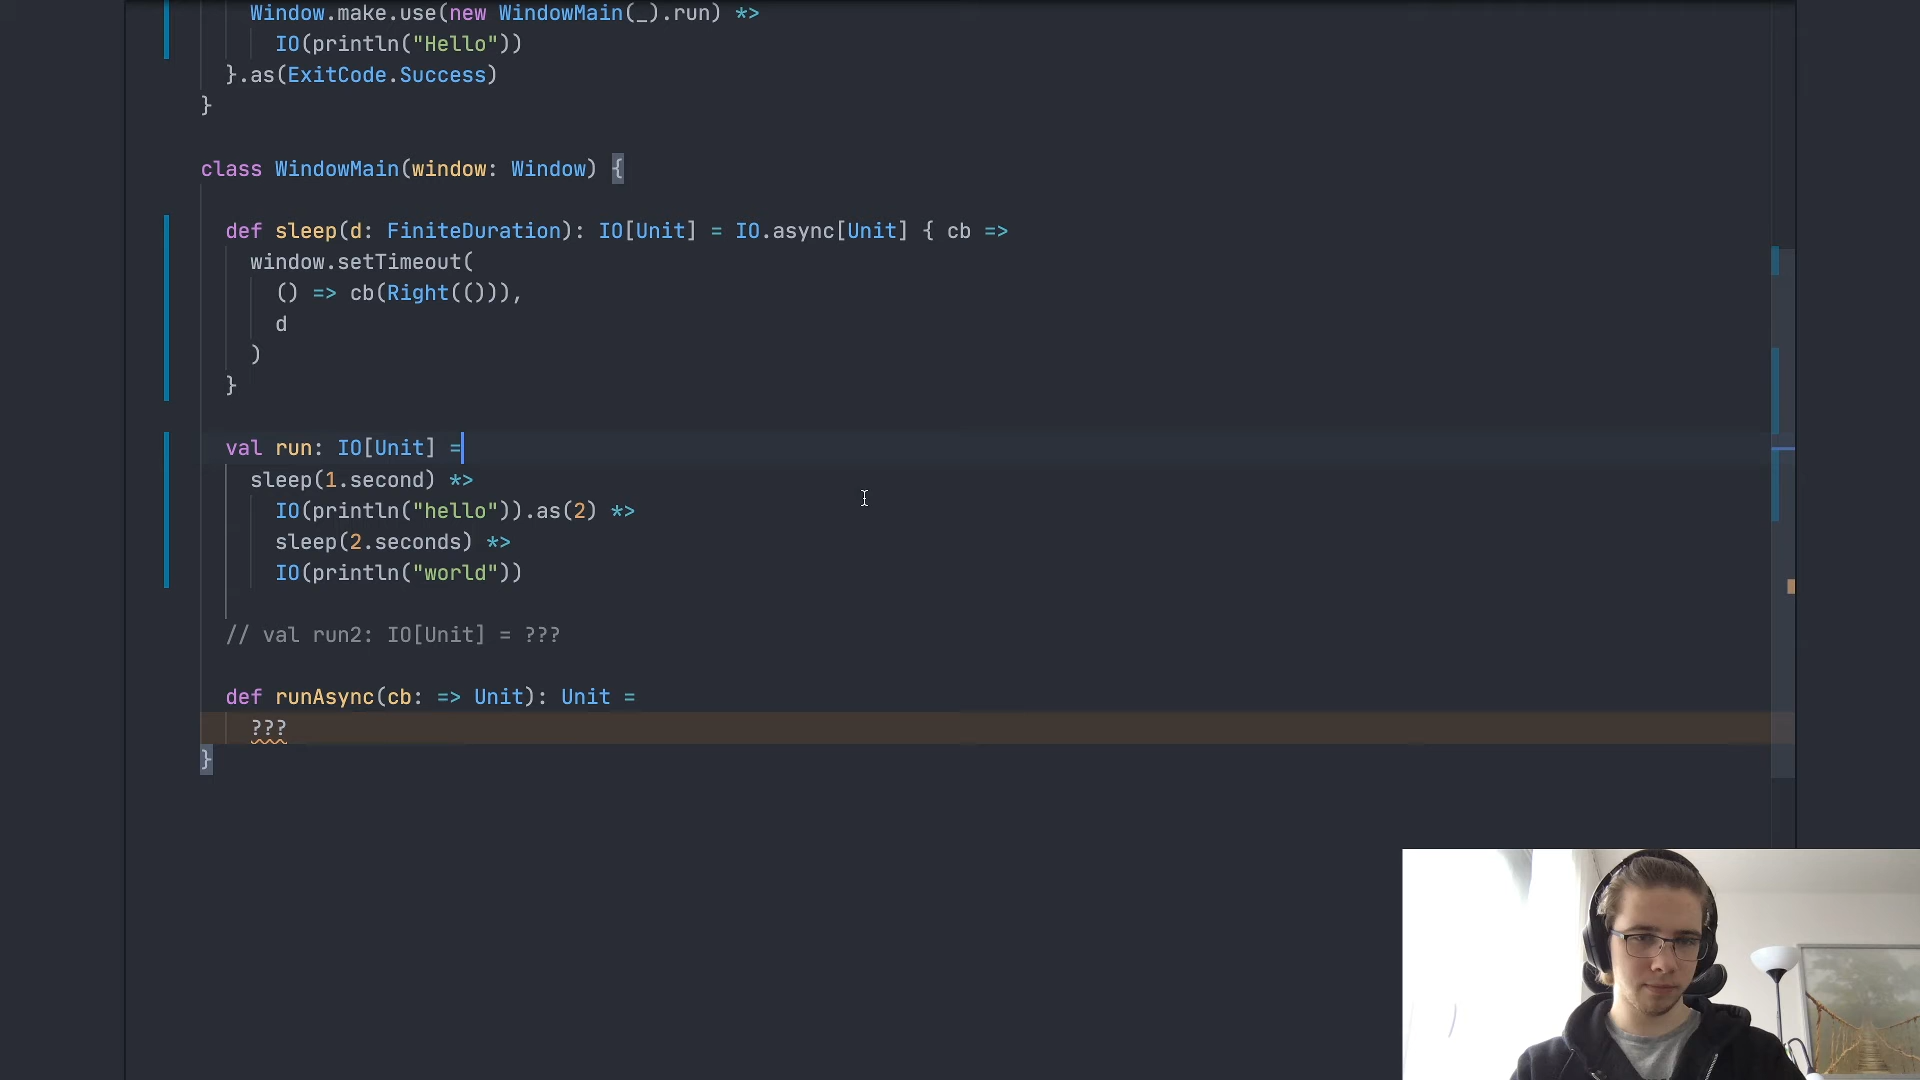 Window.make.use(new WindowMain(_).run) *>
IO(println("Hello"))
}.as(ExitCode.Success)
}
class WindowMain(window: Window) {
def sleep(d: FiniteDuration): IO[Unit] = IO.async[Unit] { cb =>
window.setTimeout(
() => cb(Right(())),
d
)
}
val run: IO[Unit] =
sleep(1.second) *>
IO(println("hello")).as(2) *>
sleep(2.seconds) *>
IO(println("world"))
// val run2: IO[Unit] = ???
def runAsync(cb: => Unit): Unit =
???
}